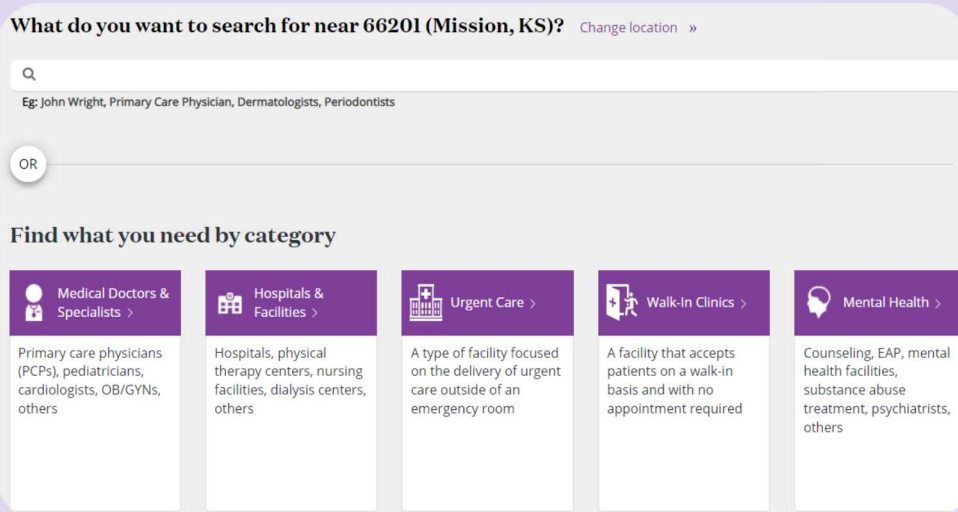 What do you want to search for near 66201 (Mission, KS)? Change location »
Eg: John Wright, Primary Care Physician, Dermatologists, Periodontists
OR
Find what you need by category
Medical Doctors &
Specialists >
Primary care physicians
(PCPs), pediatricians,
cardiologists, OB/GYNs,
others
Hospitals &
Facilities >
Hospitals, physical
therapy centers, nursing
facilities, dialysis centers,
others
Urgent Care >
A type of facility focused
on the delivery of urgent
care outside of an
emergency room
Walk-In Clinics >
A facility that accepts
patients on a walk-in
basis and with no
appointment required
Mental Health >
Counseling, EAP, mental
health facilities,
substance abuse
treatment, psychiatrists,
others